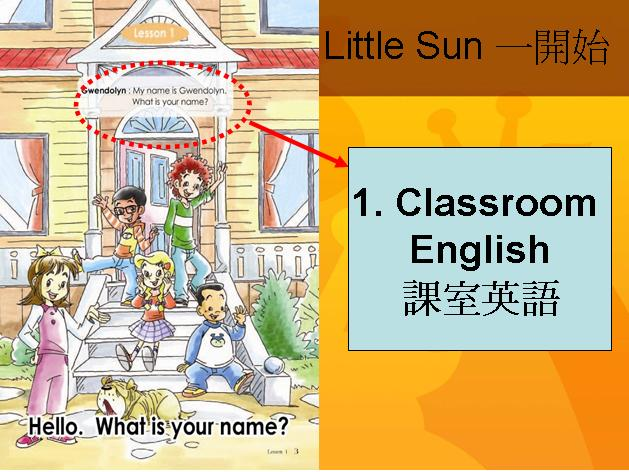 Lesson 1
Gwendolyn : My name is Gwendolyn.
What is your name?
Hello. What is your name?
Lesson 1 3
Little Sun 一開始
1. Classroom
English
課室英語